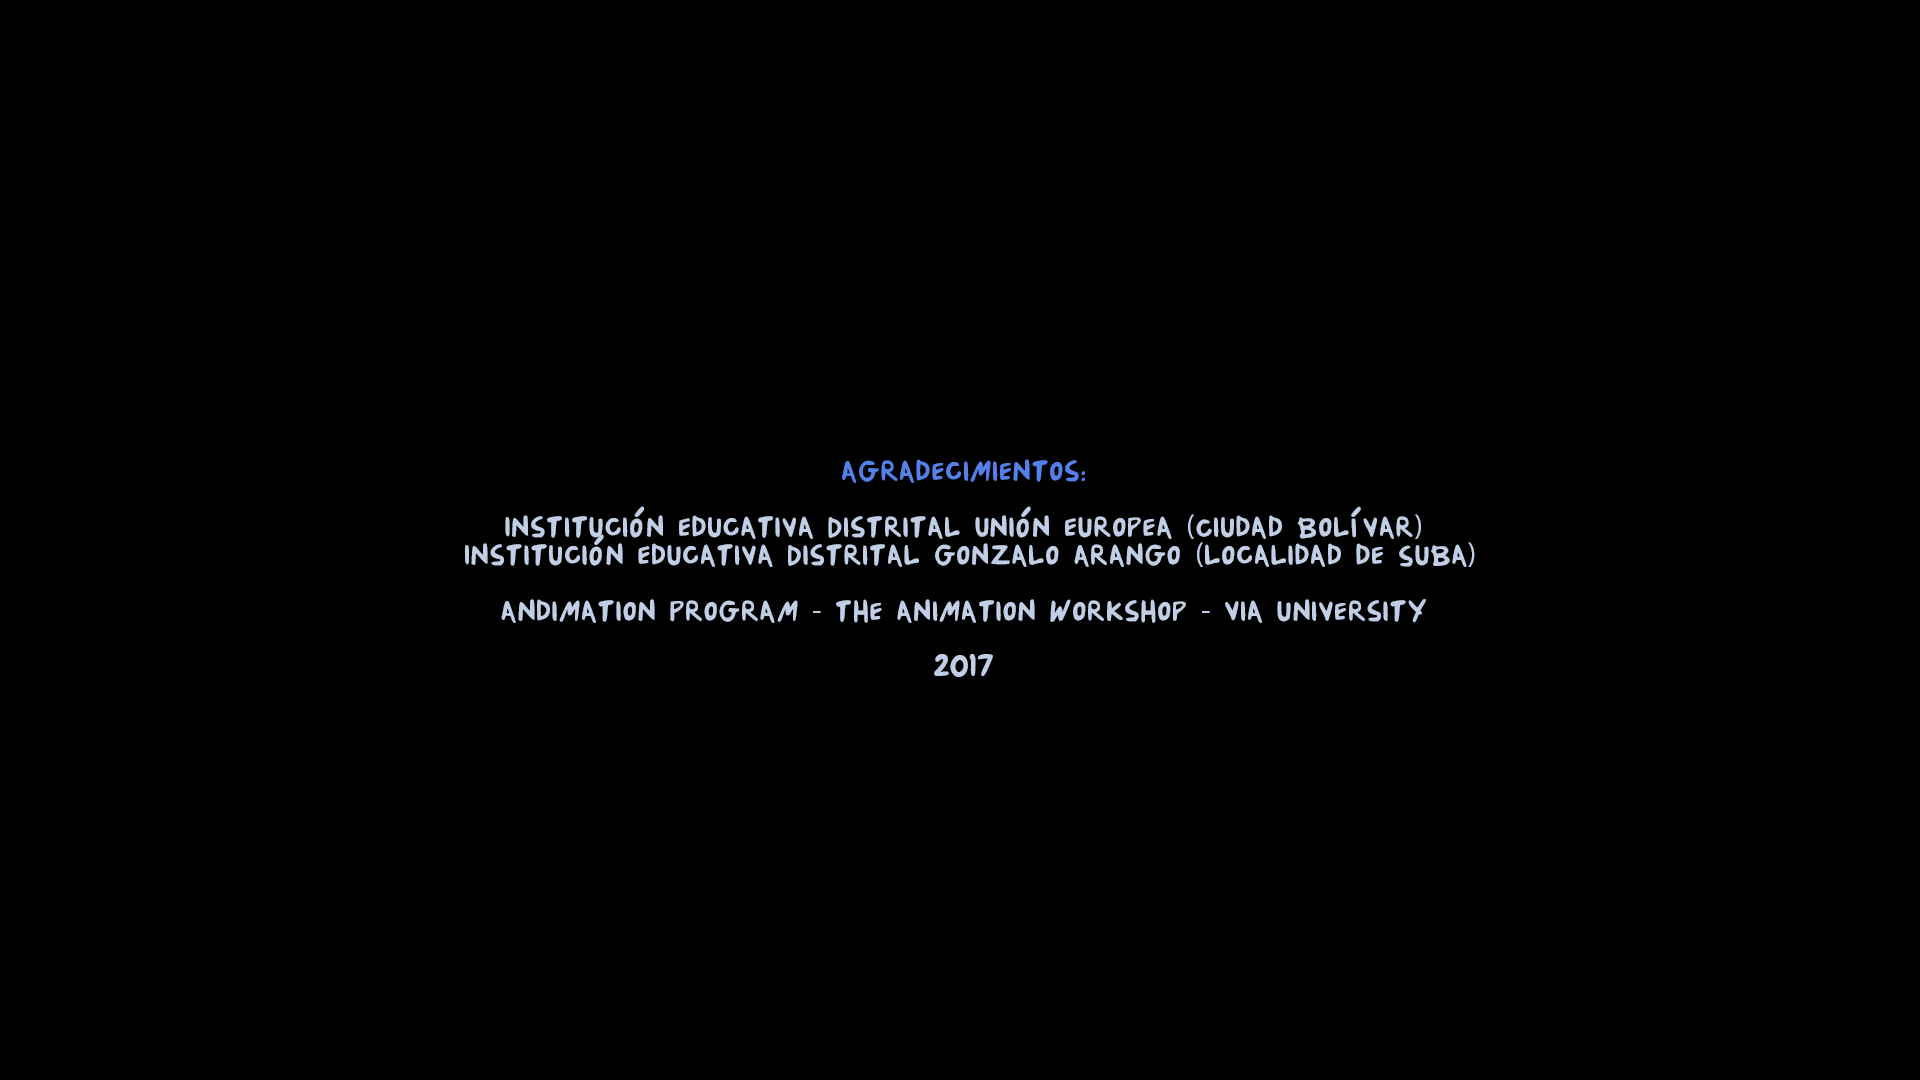 AGRADECIMIENTOS:
INSTITUCIÓN EDUCATIVA DISTRITAL UNIÓN EUROPEA (CIUDAD BOLÍVAR)
INSTITUCIÓN EDUCATIVA DISTRITAL GONZALO ARANGO (LOCALIDAD DE SUBA)
ANDIMATION PROGRAM - THE ANIMATION WORKSHOP - VIA UNIVERSITY
2017